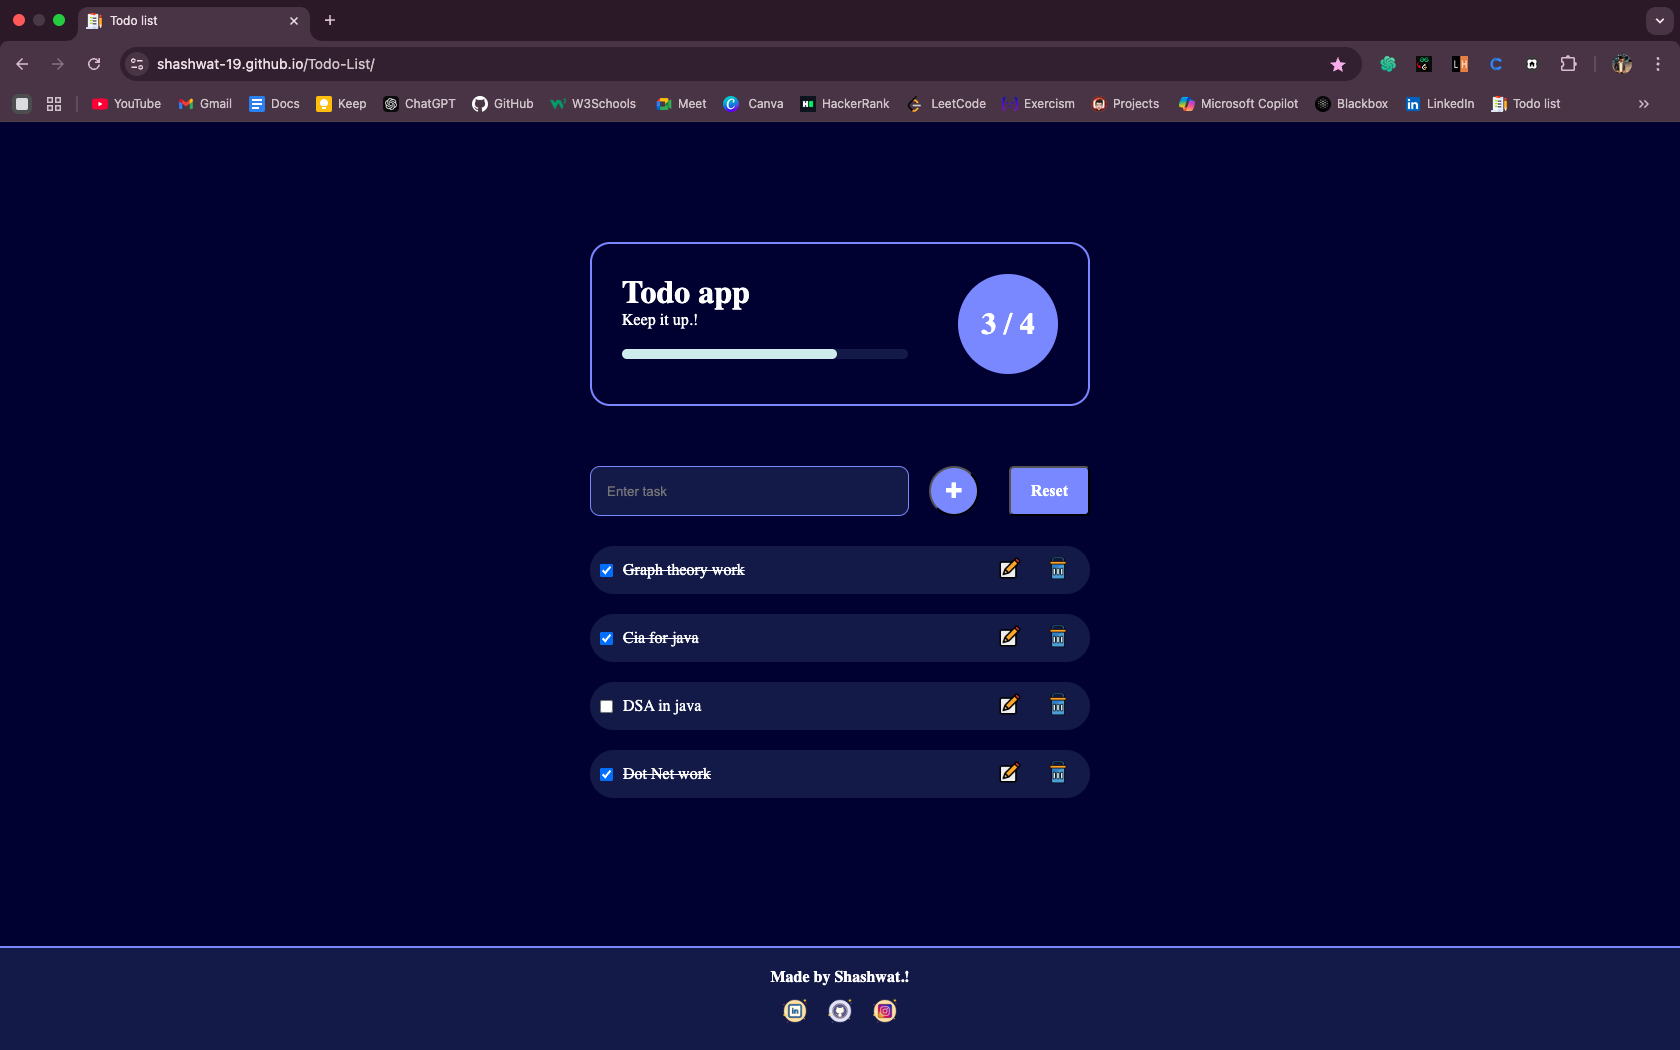 Todo list
shashwat-19.github.io/Todo-List/
YouTube Gmail Docs Keep ChatGPT GitHub W3Schools Meet Canva HackerRank LeetCode Exercism Projects Microsoft Copilot Blackbox LinkedIn Todo list
Todo app
Keep it up.!
3 / 4
Enter task
Reset
Graph theory work
Cia for java
DSA in java
Dot Net work
Made by Shashwat.!